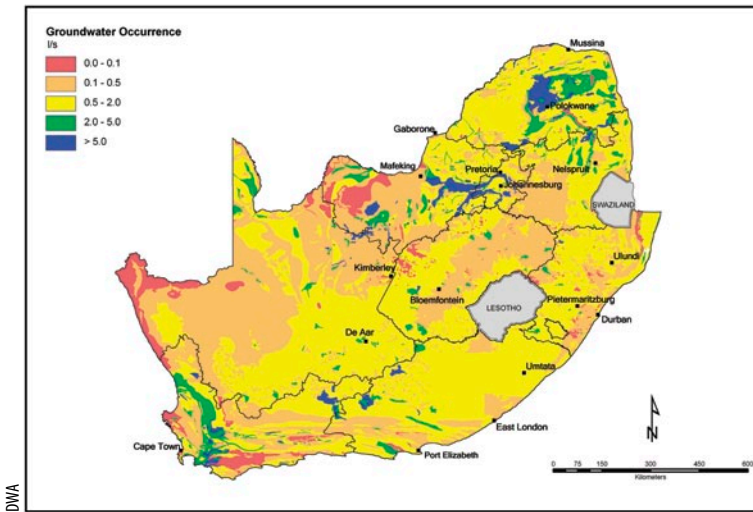 Groundwater Occurrence
l/s
0.0 - 0.1
0.1 - 0.5
0.5 - 2.0
2.0 - 5.0
> 5.0
Mussina
Polokwane
Gaborone
Mafeking
Pretoria
Nelspruit
Johannesburg
SWAZILAND
Kimberley
Ulundi
Bloemfontein
LESOTHO
Pietermaritzburg
Durban
De Aar
Umtata
East London
Cape Town
Port Elizabeth
N
0 75 150 300 450 600
Kilometers
DWA